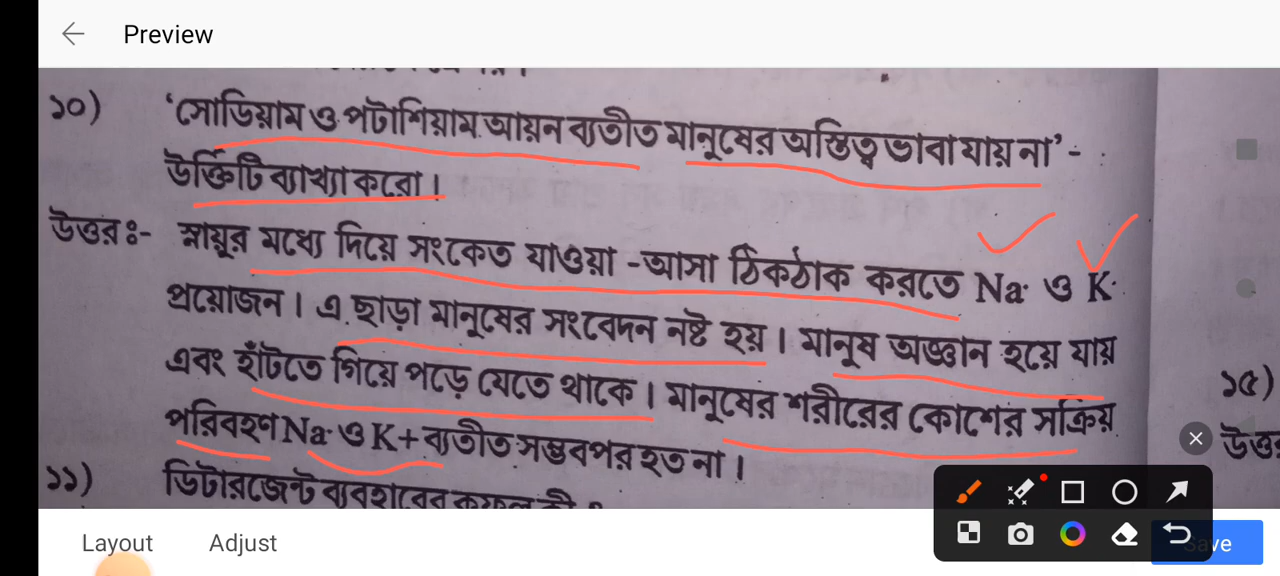 Preview
১০) 'সোডিয়াম ও পটাশিয়াম আয়ন ব্যতীত মানুষের অস্তিত্ব ভাবা যায় না' -
উক্তিটি ব্যাখ্যা করো।
উত্তর ঃ- স্নায়ুর মধ্যে দিয়ে সংকেত যাওয়া -আসা ঠিকঠাক করতে Na ও K
প্রয়োজন। এ ছাড়া মানুষের সংবেদন নষ্ট হয়। মানুষ অজ্ঞান হয়ে যায়
এবং হাঁটতে গিয়ে পড়ে যেতে থাকে। মানুষের শরীরের কোশের সক্রিয়
পরিবহণ Na ও K+ ব্যতীত সম্ভবপর হত না।
১১) ডিটারজেন্ট ব্যবহারের কুফল কী ?
১৫)
Layout Adjust